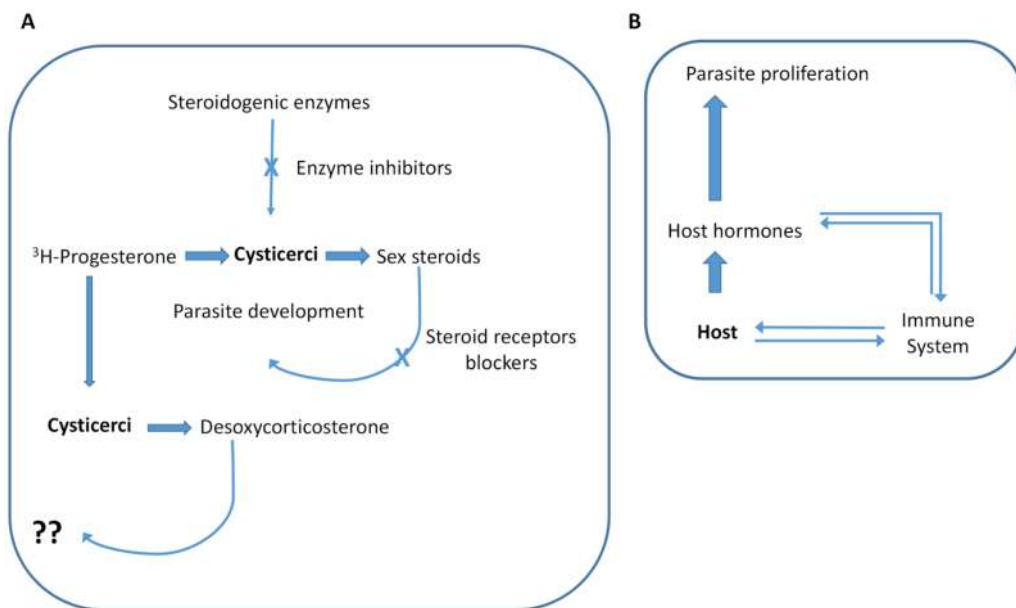 A
Steroidogenic enzymes
X
Enzyme inhibitors
³H-Progesterone
Cysticerci
Sex steroids
Parasite development
Steroid receptors
blockers
X
Cysticerci
Desoxycorticosterone
??
B
Parasite proliferation
Host hormones
Host
Immune
System